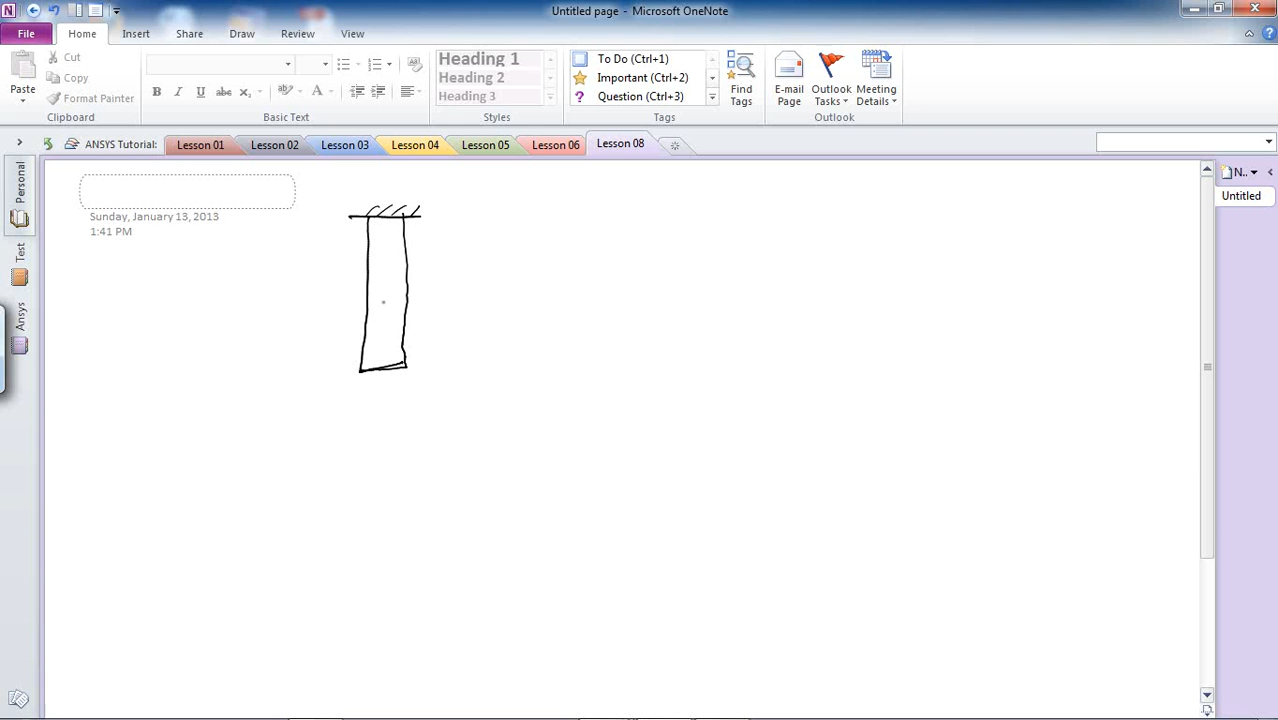 Untitled page - Microsoft OneNote
File Home Insert Share Draw Review View
Paste
Cut
Copy
Format Painter
Clipboard
B I U abc x₂ ab A
Basic Text
Heading 1
Heading 2
Heading 3
Styles
To Do (Ctrl+1)
Important (Ctrl+2)
? Question (Ctrl+3)
Tags
Find
Tags
E-mail
Page
Outlook
Tasks
Meeting
Details
Outlook
ANSYS Tutorial: Lesson 01 Lesson 02 Lesson 03 Lesson 04 Lesson 05 Lesson 06 Lesson 08
Personal
Test
Ansys
Sunday, January 13, 2013
1:41 PM
N..
Untitled